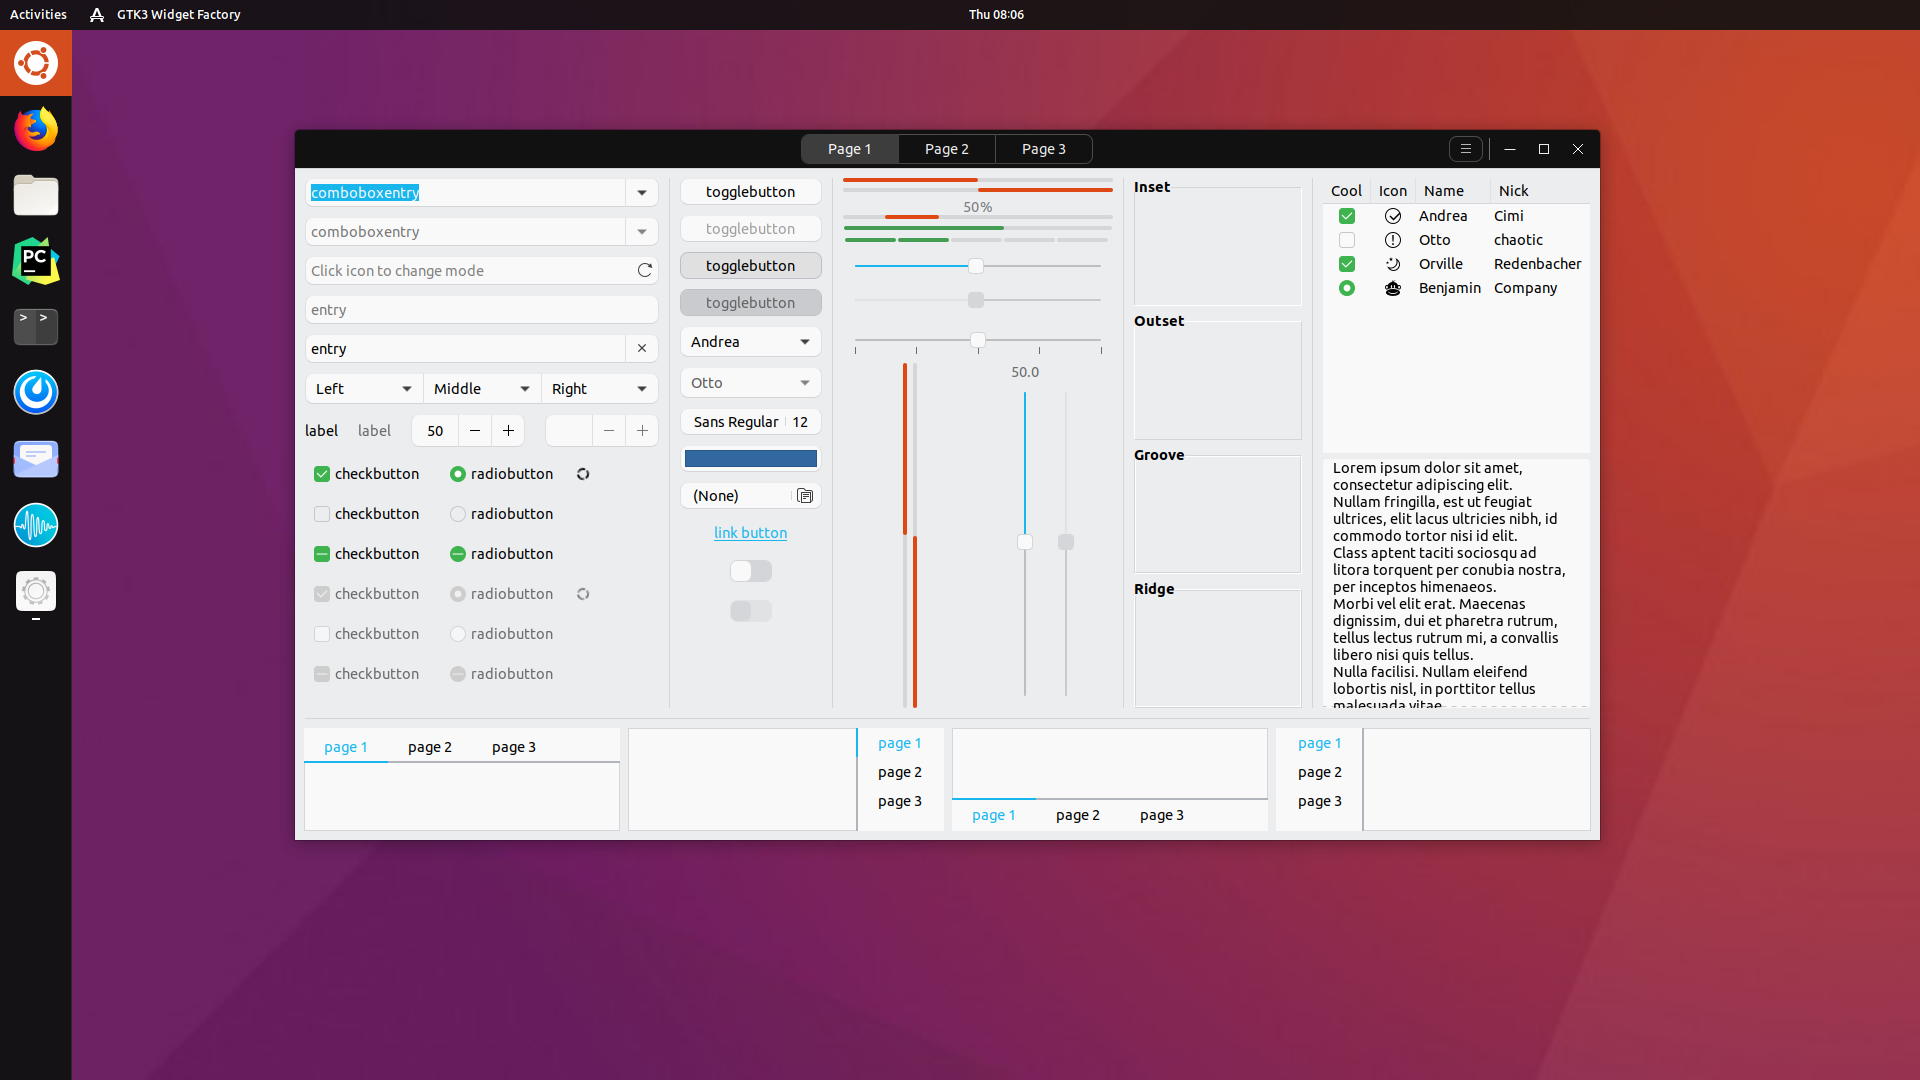 Activities GTK3 Widget Factory Thu 08:06
Page 1 Page 2 Page 3
comboboxentry
comboboxentry
Click icon to change mode
entry
entry
Left Middle Right
label label 50
checkbutton radiobutton
checkbutton radiobutton
checkbutton radiobutton
checkbutton radiobutton
checkbutton radiobutton
checkbutton radiobutton
togglebutton
togglebutton
togglebutton
togglebutton
Andrea
Otto
Sans Regular 12
(None)
link button
50%
50.0
Inset
Outset
Groove
Ridge
Cool Icon Name Nick
Andrea Cimi
Otto chaotic
Orville Redenbacher
Benjamin Company
Lorem ipsum dolor sit amet,
consectetur adipiscing elit.
Nullam fringilla, est ut feugiat
ultrices, elit lacus ultricies nibh, id
commodo tortor nisi id elit.
Class aptent taciti sociosqu ad
litora torquent per conubia nostra,
per inceptos himenaeos.
Morbi vel elit erat. Maecenas
dignissim, dui et pharetra rutrum,
tellus lectus rutrum mi, a convallis
libero nisi quis tellus.
Nulla facilisi. Nullam eleifend
lobortis nisl, in porttitor tellus
malesuada vitae.
page 1 page 2 page 3
page 1
page 2
page 3
page 1 page 2 page 3
page 1
page 2
page 3
PC